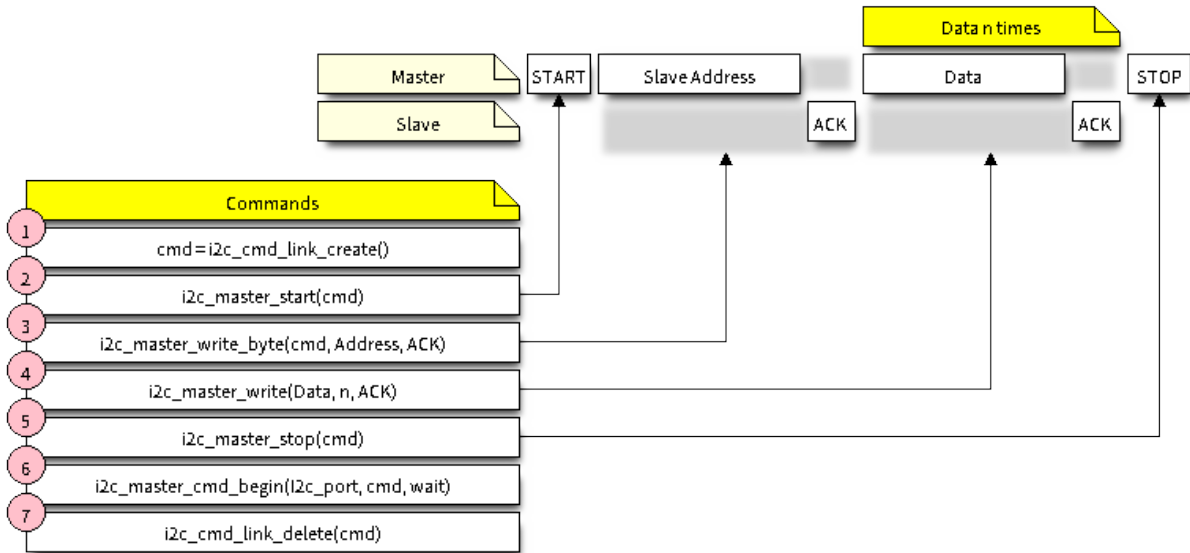 Data n times
Master START Slave Address Data STOP
Slave ACK ACK
Commands
1
cmd=i2c_cmd_link_create()
2
i2c_master_start(cmd)
3
i2c_master_write_byte(cmd, Address, ACK)
4
i2c_master_write(Data, n, ACK)
5
i2c_master_stop(cmd)
6
i2c_master_cmd_begin(I2c_port, cmd, wait)
7
i2c_cmd_link_delete(cmd)